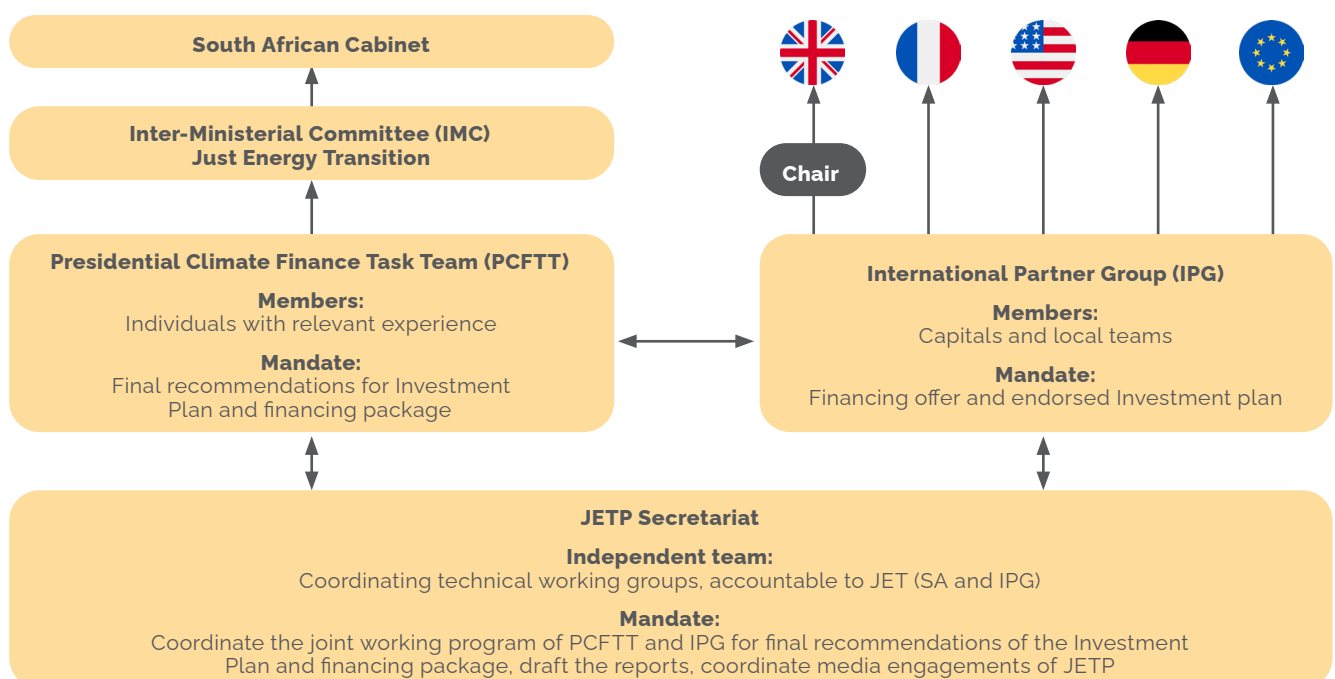 South African Cabinet
Inter-Ministerial Committee (IMC)
Just Energy Transition
Chair
Presidential Climate Finance Task Team (PCFTT)
Members:
Individuals with relevant experience
Mandate:
Final recommendations for Investment
Plan and financing package
International Partner Group (IPG)
Members:
Capitals and local teams
Mandate:
Financing offer and endorsed Investment plan
JETP Secretariat
Independent team:
Coordinating technical working groups, accountable to JET (SA and IPG)
Mandate:
Coordinate the joint working program of PCFTT and IPG for final recommendations of the Investment
Plan and financing package, draft the reports, coordinate media engagements of JETP